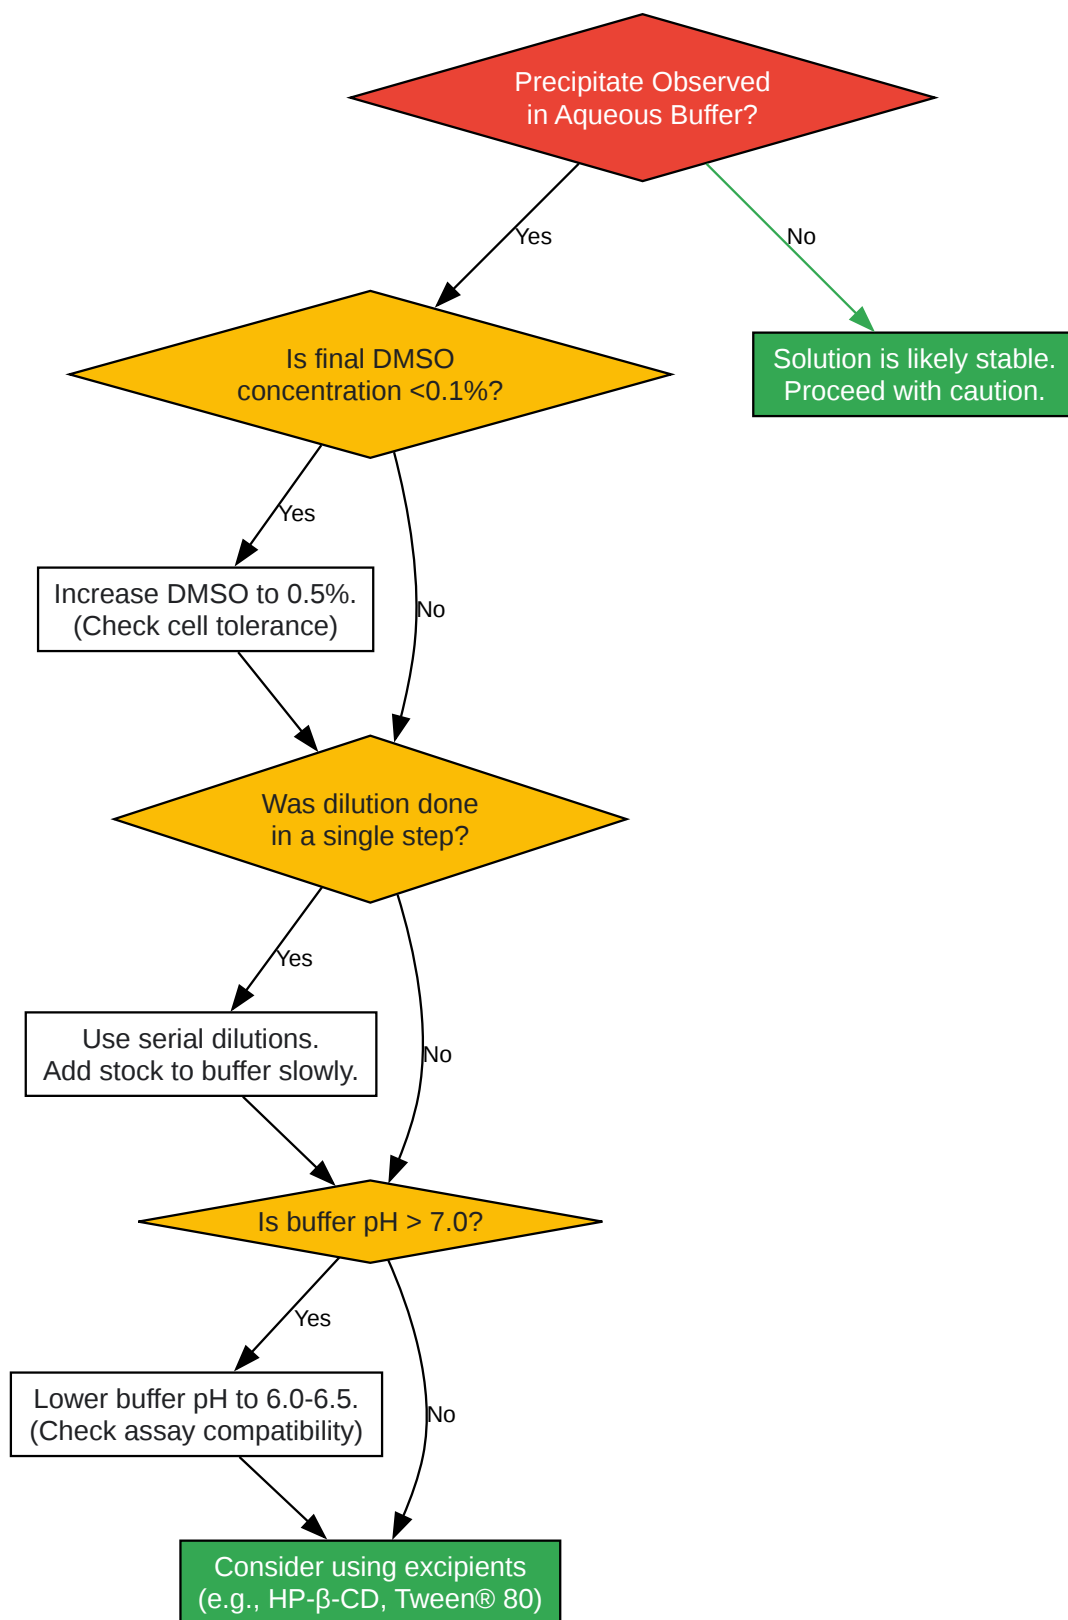 Precipitate Observed
in Aqueous Buffer?
Yes
No
Is final DMSO
concentration <0.1%?
Solution is likely stable.
Proceed with caution.
Yes
No
Increase DMSO to 0.5%.
(Check cell tolerance)
Was dilution done
in a single step?
Yes
No
Use serial dilutions.
Add stock to buffer slowly.
Is buffer pH > 7.0?
Yes
No
Lower buffer pH to 6.0-6.5.
(Check assay compatibility)
Consider using excipients
(e.g., HP-β-CD, Tween® 80)